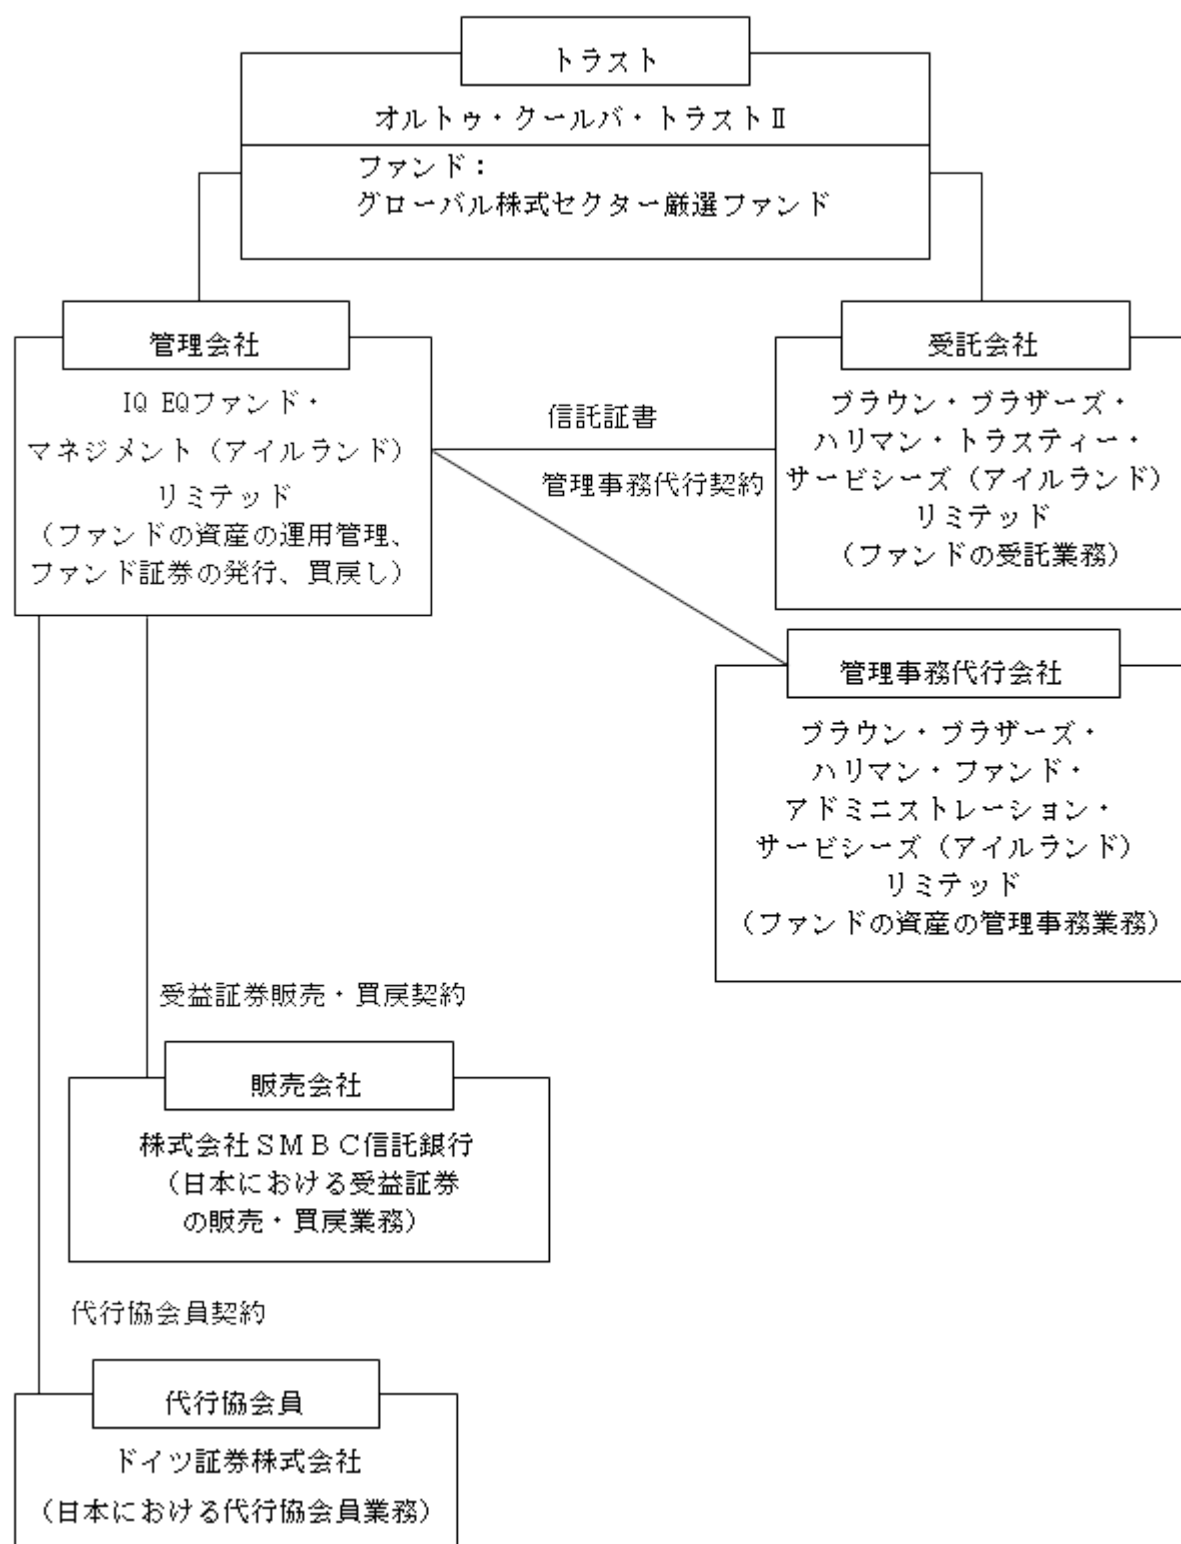 トラスト
オルトゥ・クールバ・トラストⅡ
ファンド：
グローバル株式セクター厳選ファンド
管理会社
IQ EQファンド・
マネジメント（アイルランド）
リミテッド
（ファンドの資産の運用管理、
ファンド証券の発行、買戻し）
信託証書
管理事務代行契約
受託会社
ブラウン・ブラザーズ・
ハリマン・トラスティー・
サービシーズ（アイルランド）
リミテッド
（ファンドの受託業務）
管理事務代行会社
ブラウン・ブラザーズ・
ハリマン・ファンド・
アドミニストレーション・
サービシーズ（アイルランド）
リミテッド
（ファンドの資産の管理事務業務）
受益証券販売・買戻契約
販売会社
株式会社ＳＭＢＣ信託銀行
（日本における受益証券
の販売・買戻業務）
代行協会員契約
代行協会員
ドイツ証券株式会社
（日本における代行協会員業務）